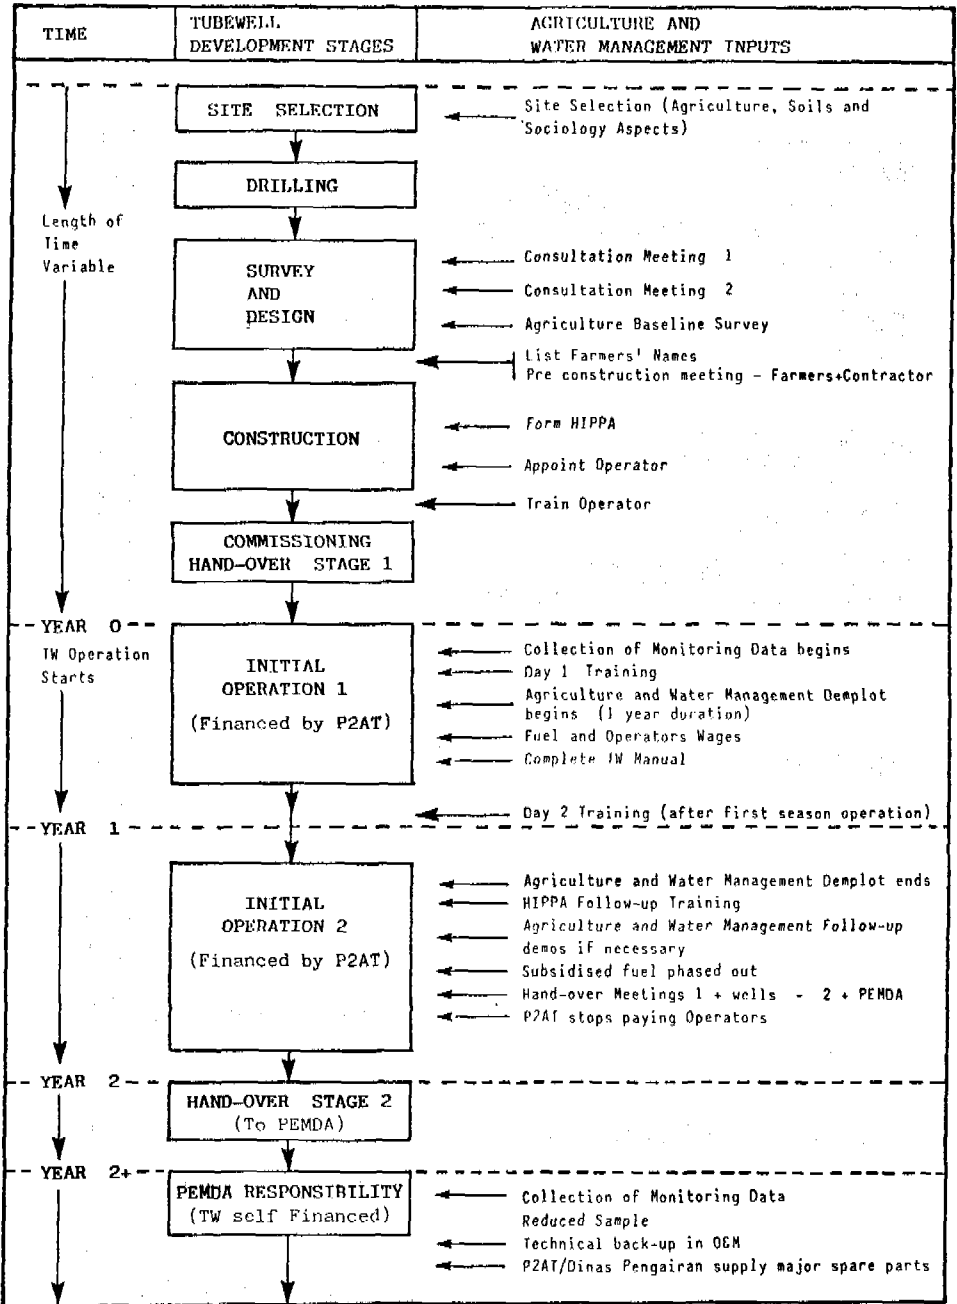 TIME
TUBEWELL
DEVELOPMENT STAGES
AGRICULTURE AND
WATER MANAGEMENT INPUTS
SITE SELECTION
Site Selection (Agriculture, Soils and
Sociology Aspects)
DRILLING
Length of
Time
Variable
SURVEY
AND
DESIGN
Consultation Meeting 1
Consultation Meeting 2
Agriculture Baseline Survey
List Farmers' Names
Pre construction meeting - Farmers+Contractor
CONSTRUCTION
Form HIPPA
Appoint Operator
Train Operator
COMMISSIONING
HAND-OVER STAGE 1
YEAR 0
TW Operation
Starts
INITIAL
OPERATION 1
(Financed by P2AT)
Collection of Monitoring Data begins
Day 1 Training
Agriculture and Water Management Demplot
begins (1 year duration)
Fuel and Operators Wages
Complete TW Manual
Day 2 Training (after first season operation)
YEAR 1
INITIAL
OPERATION 2
(Financed by P2AT)
Agriculture and Water Management Demplot ends
HIPPA Follow-up Training
Agriculture and Water Management Follow-up
demos if necessary
Subsidised fuel phased out
Hand-over Meetings 1 + wells - 2 + PEMDA
P2AT stops paying Operators
YEAR 2
HAND-OVER STAGE 2
(To PEMDA)
YEAR 2+
PEMDA RESPONSIBILITY
(TW self Financed)
Collection of Monitoring Data
Reduced Sample
Technical back-up in O&M
P2AT/Dinas Pengairan supply major spare parts